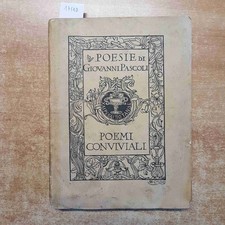 POESIE DI
GIOVANNI PASCOLI
POEMI
CONVIVIALI